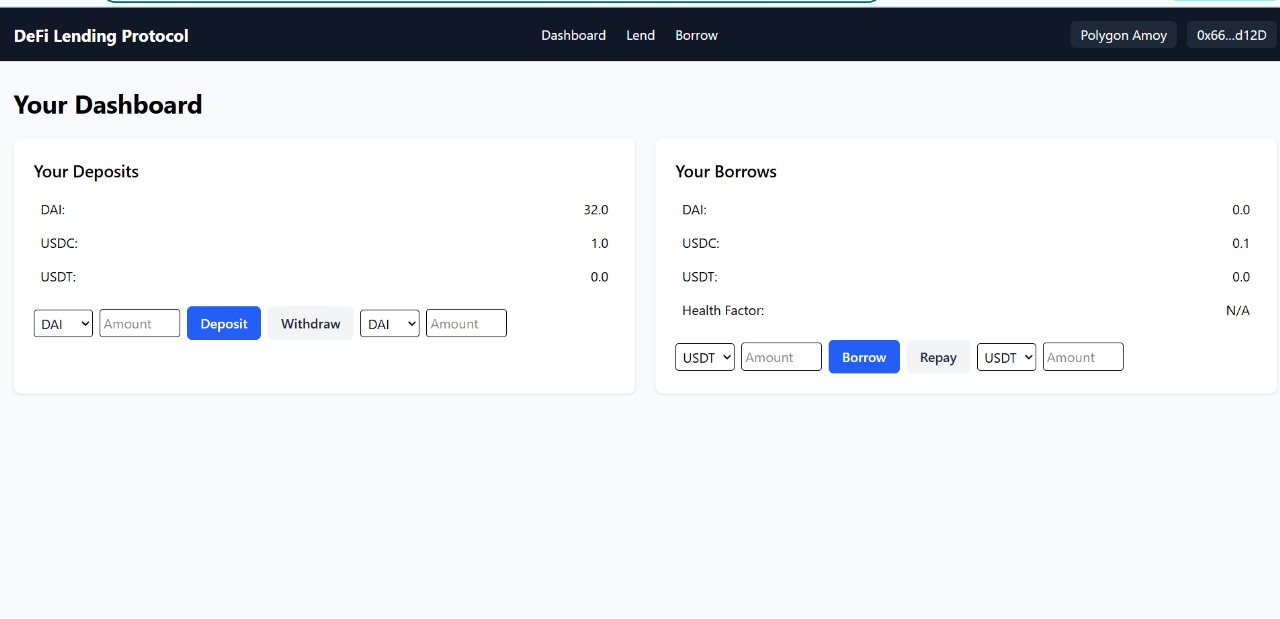 DeFi Lending Protocol Dashboard Lend Borrow Polygon Amoy 0x66...d12D
Your Dashboard
Your Deposits
DAI: 32.0
USDC: 1.0
USDT: 0.0
DAI Amount Deposit Withdraw DAI Amount
Your Borrows
DAI: 0.0
USDC: 0.1
USDT: 0.0
Health Factor: N/A
USDT Amount Borrow Repay USDT Amount